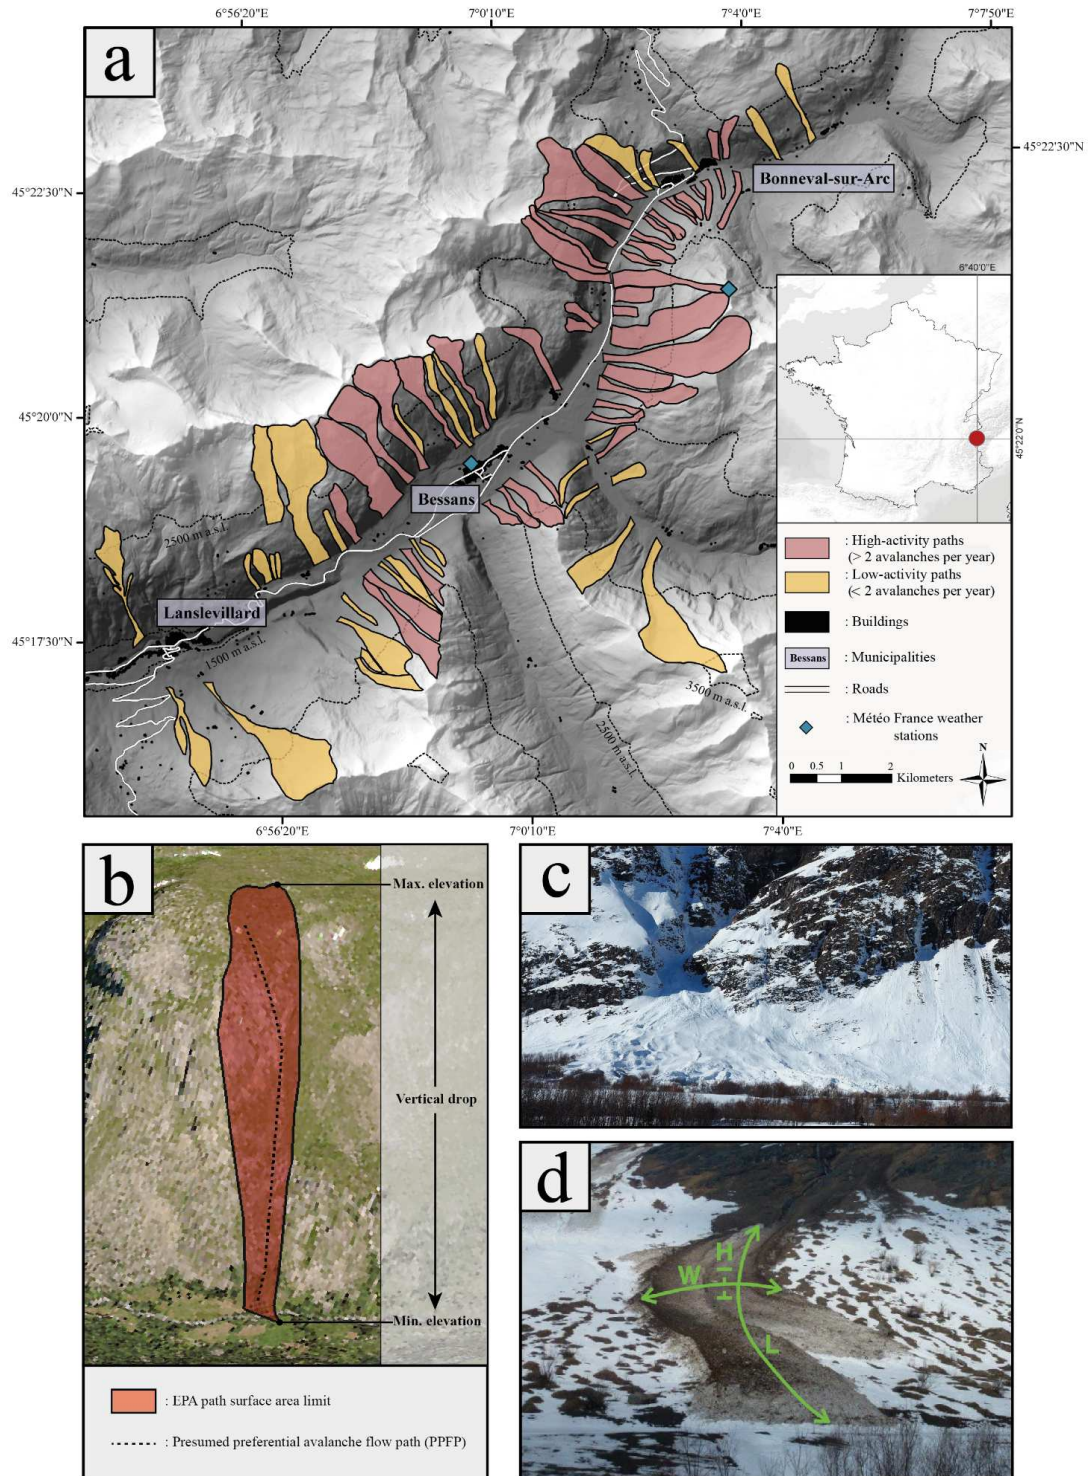 6°56'20"E 7°0'10"E 7°4'0"E 7°7'50"E
a
45°22'30"N
45°22'30"N
Bonneval-sur-Arc
6°40'0"E
45°22'0"N
45°20'0"N
Bessans
2500 m a.s.l.
Lanslevillard
45°17'30"N
1500 m a.s.l.
3500 m a.s.l.
2500 m a.s.l.
: High-activity paths
(> 2 avalanches per year)
: Low-activity paths
(< 2 avalanches per year)
: Buildings
Bessans : Municipalities
: Roads
: Météo France weather
stations
N
0 0.5 1 2
Kilometers
6°56'20"E 7°0'10"E 7°4'0"E
b
Max. elevation
Vertical drop
Min. elevation
: EPA path surface area limit
: Presumed preferential avalanche flow path (PPFP)
c
d
H
W
L